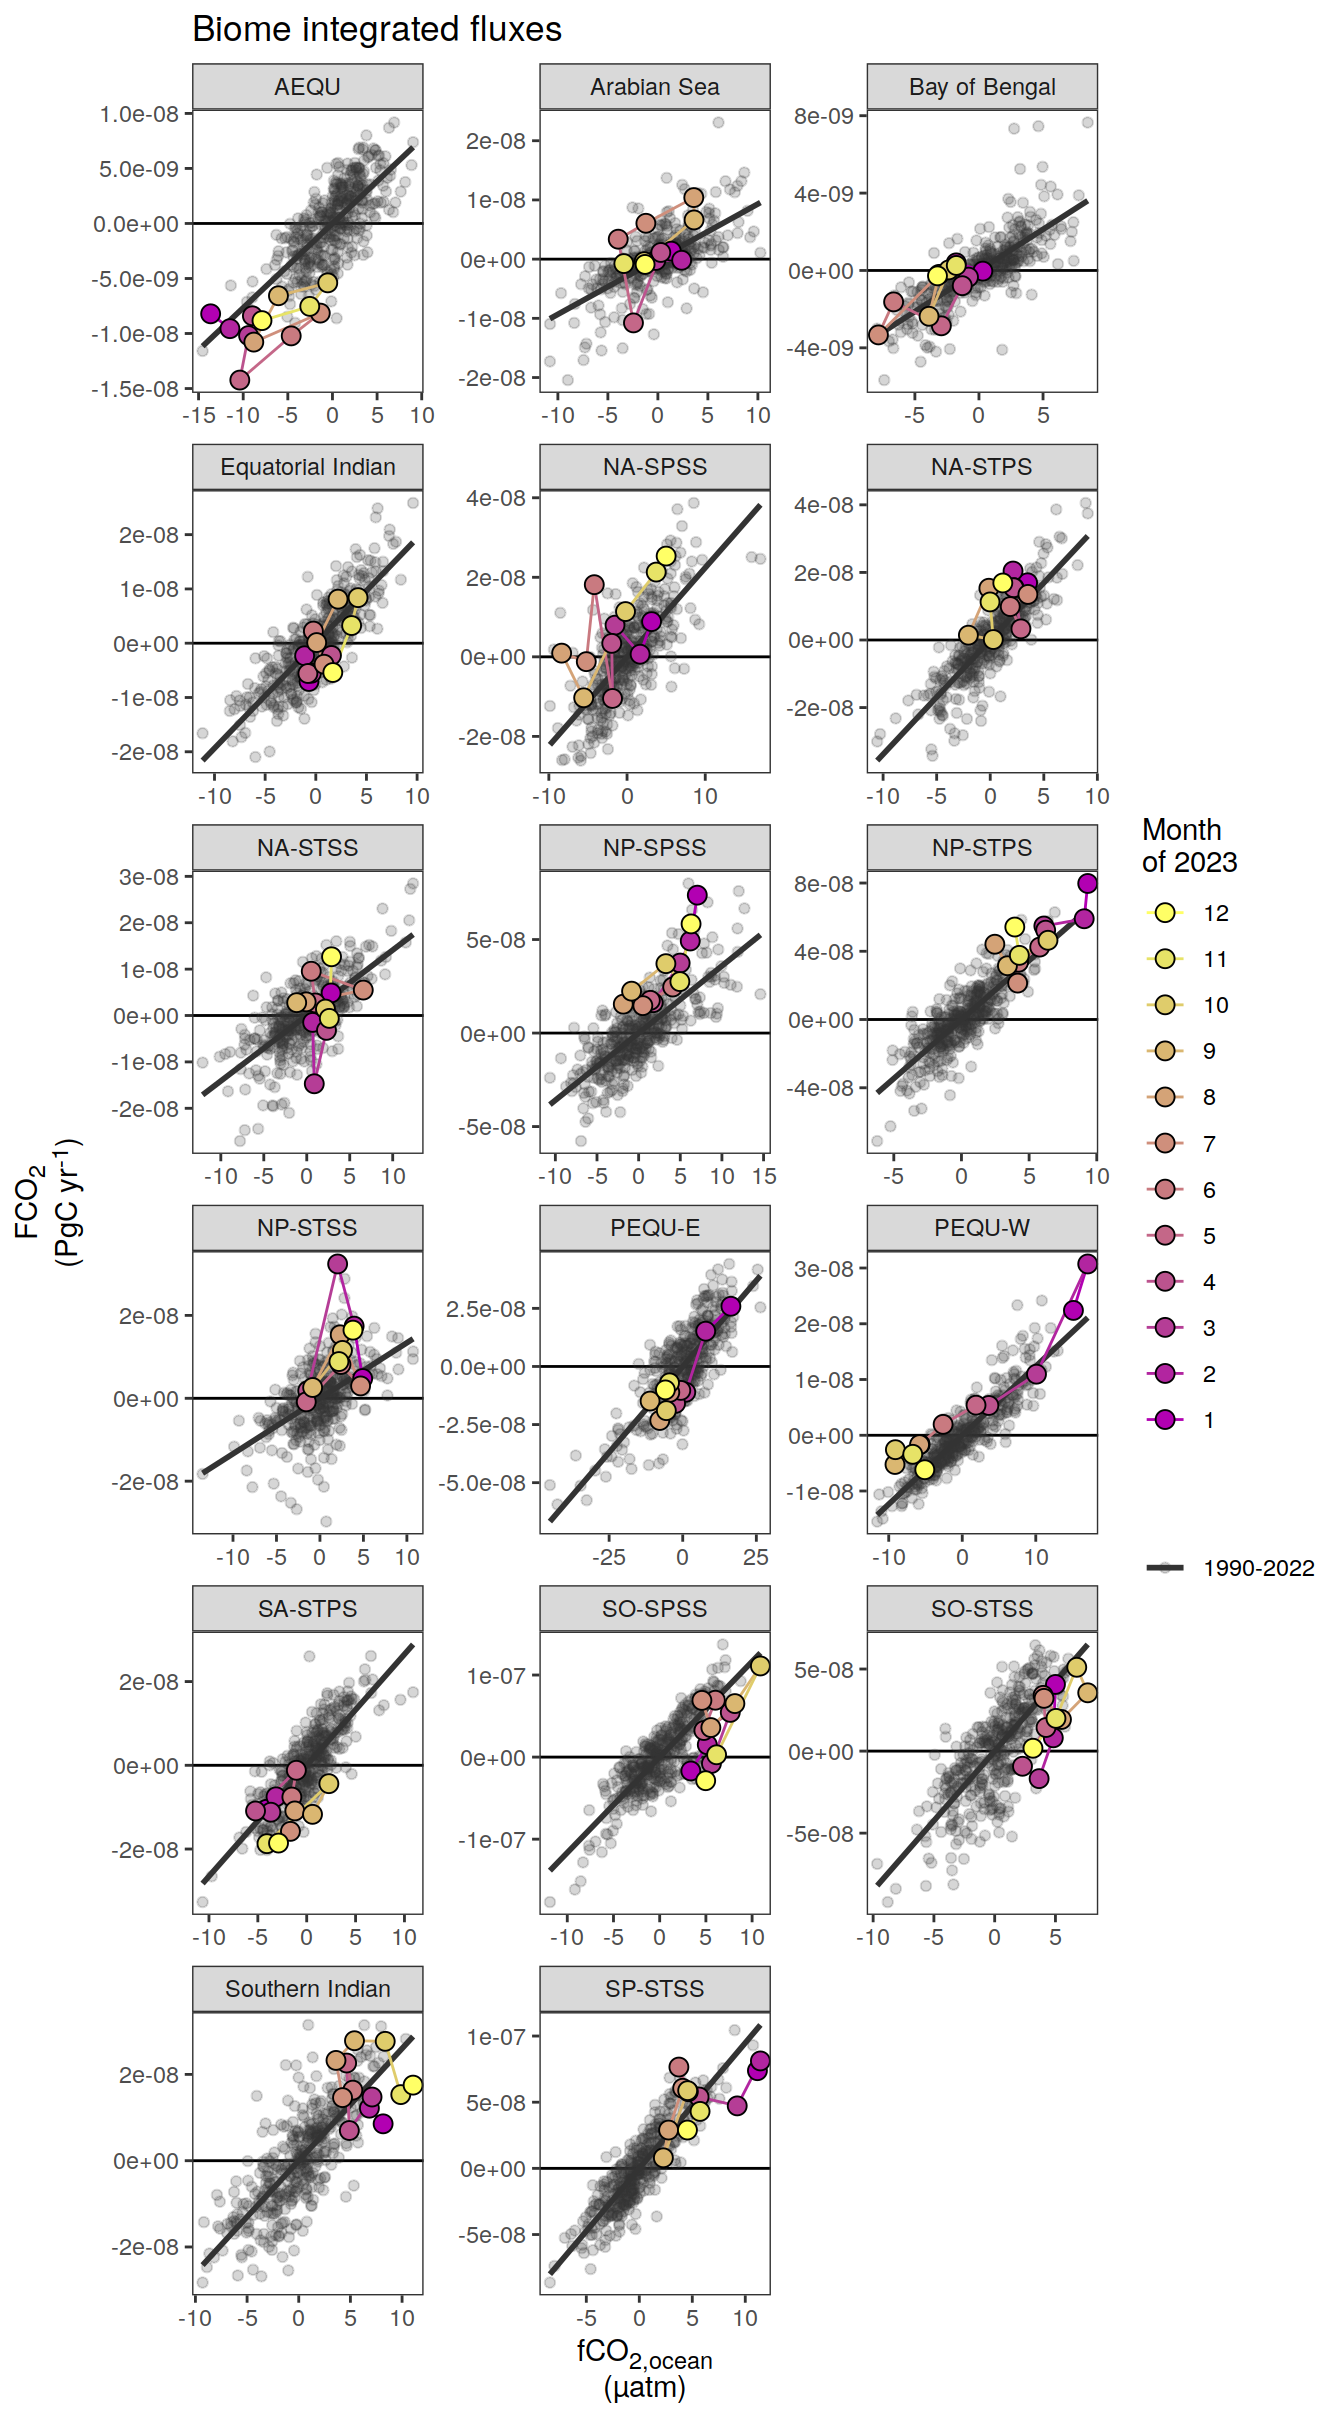 Biome integrated fluxes
AEQU Arabian Sea Bay of Bengal
1.0e-08
5.0e-09
0.0e+00
-5.0e-09
-1.0e-08
-1.5e-08
-15 -10 -5 0 5 10
2e-08
1e-08
0e+00
-1e-08
-2e-08
-10 -5 0 5 10
8e-09
4e-09
0e+00
-4e-09
-5 0 5
Equatorial Indian NA-SPSS NA-STPS
2e-08
1e-08
0e+00
-1e-08
-2e-08
-10 -5 0 5 10
4e-08
2e-08
0e+00
-2e-08
-10 0 10
4e-08
2e-08
0e+00
-2e-08
-10 -5 0 5 10
NA-STSS NP-SPSS NP-STPS
3e-08
2e-08
1e-08
0e+00
-1e-08
-2e-08
-10 -5 0 5 10
5e-08
0e+00
-5e-08
-10 -5 0 5 10 15
8e-08
4e-08
0e+00
-4e-08
-5 0 5 10
NP-STSS PEQU-E PEQU-W
2e-08
0e+00
-2e-08
-10 -5 0 5 10
2.5e-08
0.0e+00
-2.5e-08
-5.0e-08
-25 0 25
3e-08
2e-08
1e-08
0e+00
-1e-08
-10 0 10
SA-STPS SO-SPSS SO-STSS
2e-08
0e+00
-2e-08
-10 -5 0 5 10
1e-07
0e+00
-1e-07
-10 -5 0 5 10
5e-08
0e+00
-5e-08
-10 -5 0 5
Southern Indian SP-STSS
2e-08
0e+00
-2e-08
-10 -5 0 5 10
1e-07
5e-08
0e+00
-5e-08
-5 0 5 10
FCO2
(PgC yr-1)
fCO2,ocean
(µatm)
Month
of 2023
12
11
10
9
8
7
6
5
4
3
2
1
1990-2022